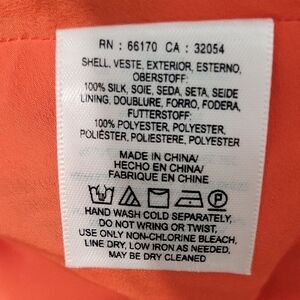 RN : 66170 CA : 32054
SHELL, VESTE, EXTERIOR, ESTERNO,
OBERSTOFF:
100% SILK, SOIE, SEDA, SETA, SEIDE
LINING, DOUBLURE, FORRO, FODERA,
FUTTERSTOFF:
100% POLYESTER, POLYESTER,
POLIÉSTER, POLIESTERE, POLYESTER
MADE IN CHINA/
HECHO EN CHINA/
FABRIQUE EN CHINE
HAND WASH COLD SEPARATELY.
DO NOT WRING OR TWIST,
USE ONLY NON-CHLORINE BLEACH,
LINE DRY, LOW IRON AS NEEDED.
MAY BE DRY CLEANED